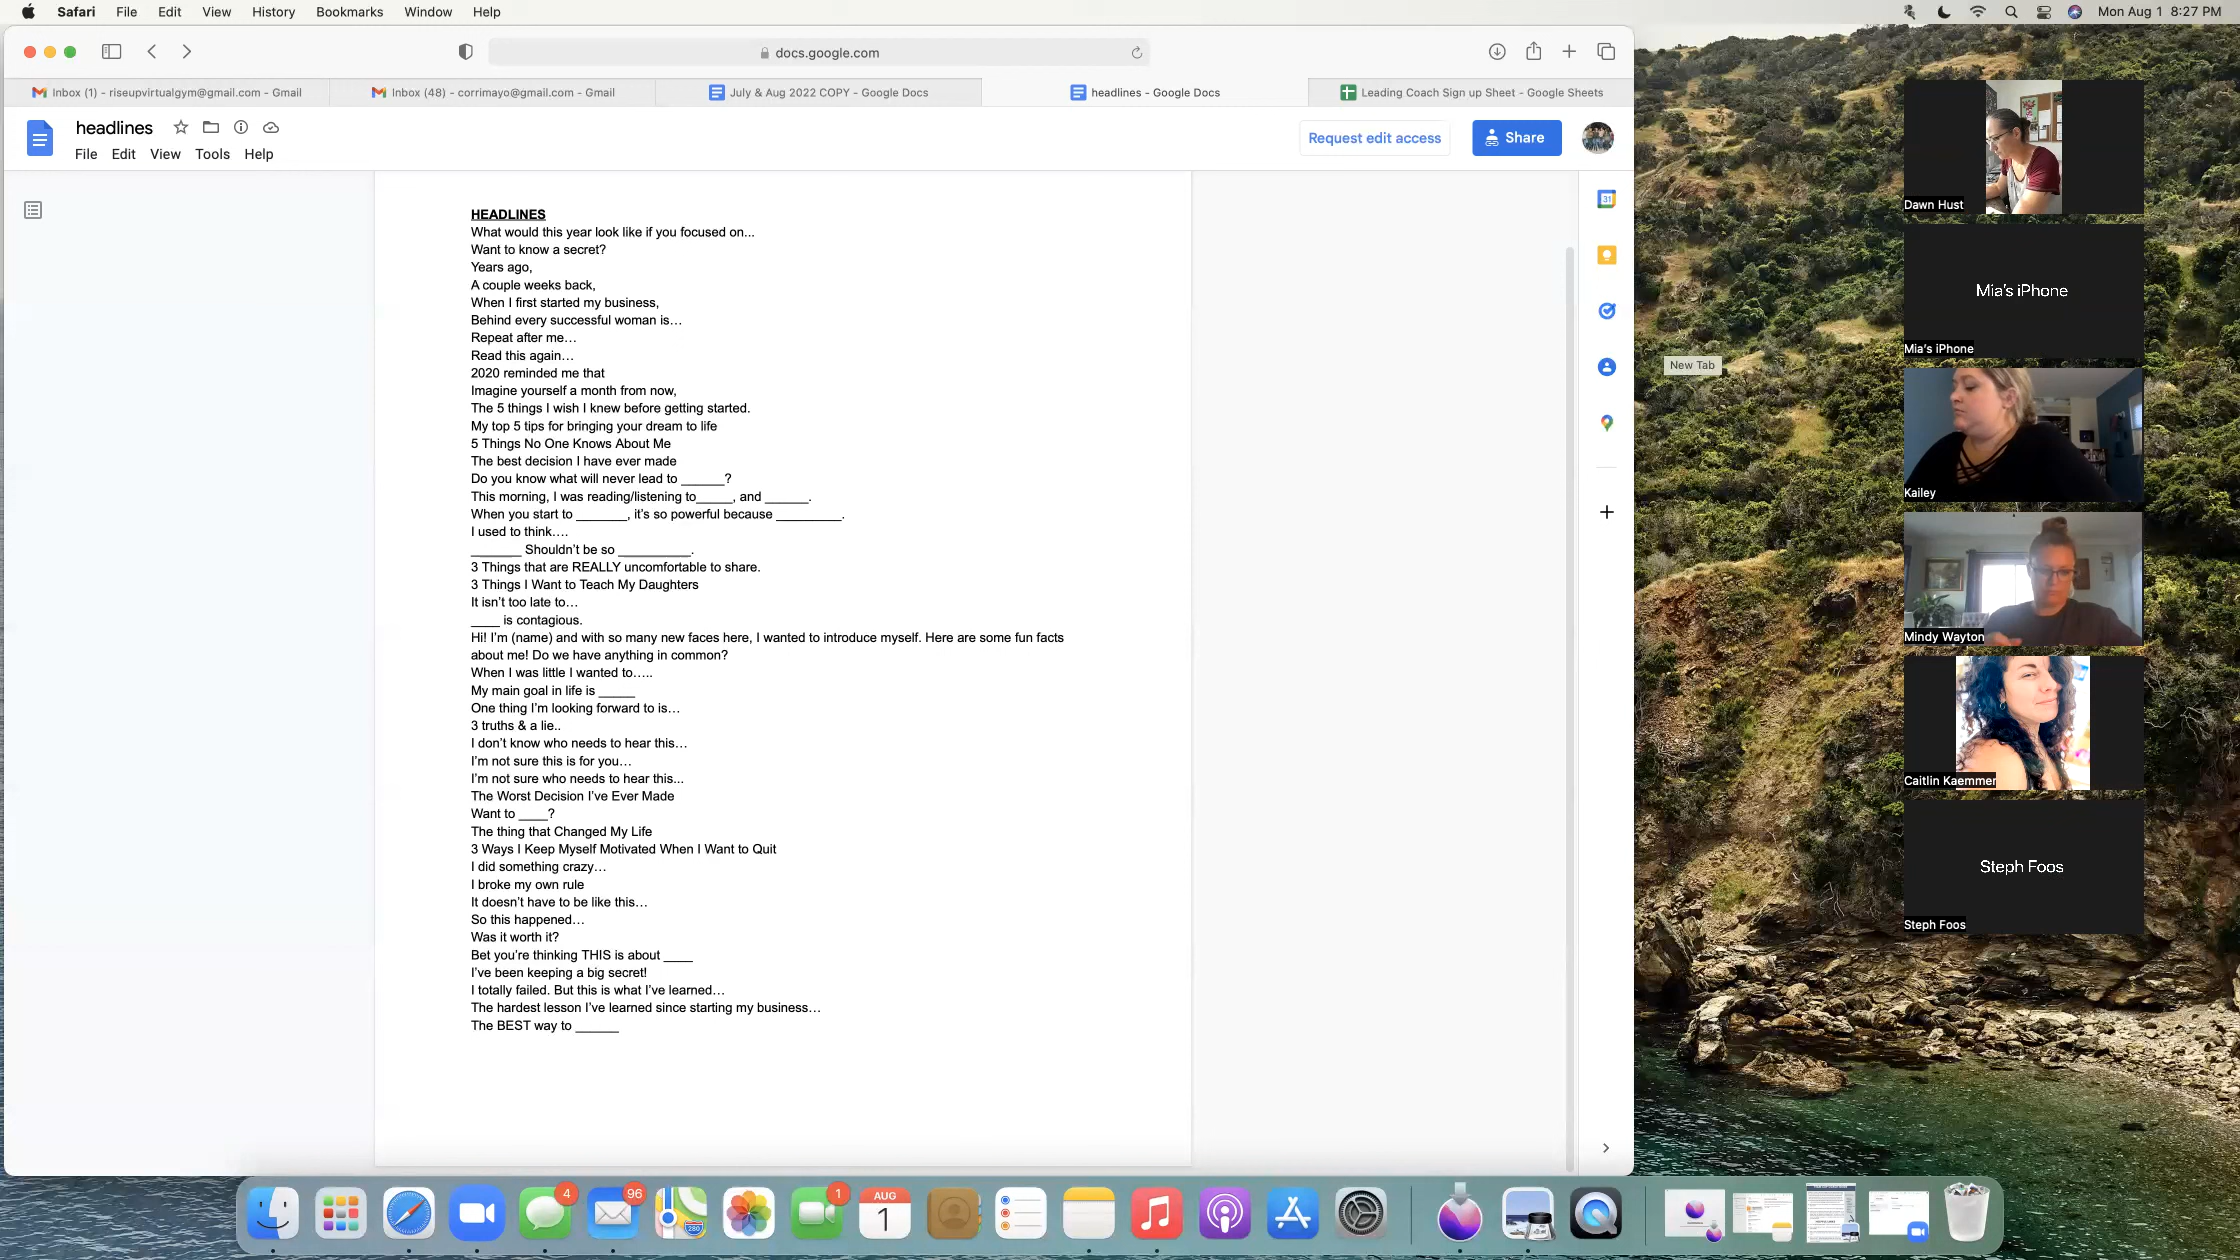 Safari File Edit View History Bookmarks Window Help Mon Aug 1 8:27 PM
docs.google.com
Inbox (1) - riseupvirtualgym@gmail.com - Gmail
Inbox (48) - corrimayo@gmail.com - Gmail
July & Aug 2022 COPY - Google Docs
headlines - Google Docs
Leading Coach Sign up Sheet - Google Sheets
headlines
File Edit View Tools Help
Request edit access
Share
HEADLINES
What would this year look like if you focused on...
Want to know a secret?
Years ago,
A couple weeks back,
When I first started my business,
Behind every successful woman is…
Repeat after me…
Read this again…
2020 reminded me that
Imagine yourself a month from now,
The 5 things I wish I knew before getting started.
My top 5 tips for bringing your dream to life
5 Things No One Knows About Me
The best decision I have ever made
Do you know what will never lead to ______?
This morning, I was reading/listening to_____, and ______.
When you start to _______, it's so powerful because _________.
I used to think….
_______ Shouldn't be so __________.
3 Things that are REALLY uncomfortable to share.
3 Things I Want to Teach My Daughters
It isn't too late to…
____ is contagious.
Hi! I'm (name) and with so many new faces here, I wanted to introduce myself. Here are some fun facts
about me! Do we have anything in common?
When I was little I wanted to…..
My main goal in life is _____
One thing I'm looking forward to is…
3 truths & a lie..
I don't know who needs to hear this…
I'm not sure this is for you…
I'm not sure who needs to hear this...
The Worst Decision I've Ever Made
Want to ____?
The thing that Changed My Life
3 Ways I Keep Myself Motivated When I Want to Quit
I did something crazy…
I broke my own rule
It doesn't have to be like this…
So this happened…
Was it worth it?
Bet you're thinking THIS is about ____
I've been keeping a big secret!
I totally failed. But this is what I've learned…
The hardest lesson I've learned since starting my business…
The BEST way to ______
31
New Tab
Dawn Hust
Mia's iPhone
Mia's iPhone
Kailey
Mindy Wayton
Caitlin Kaemmer
Steph Foos
Steph Foos
4
96
280
1
AUG
1